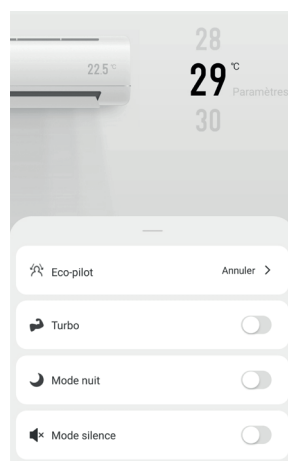 28
22.5 °C
29 °C
Paramètres
30
Eco-pilot Annuler
Turbo
Mode nuit
Mode silence